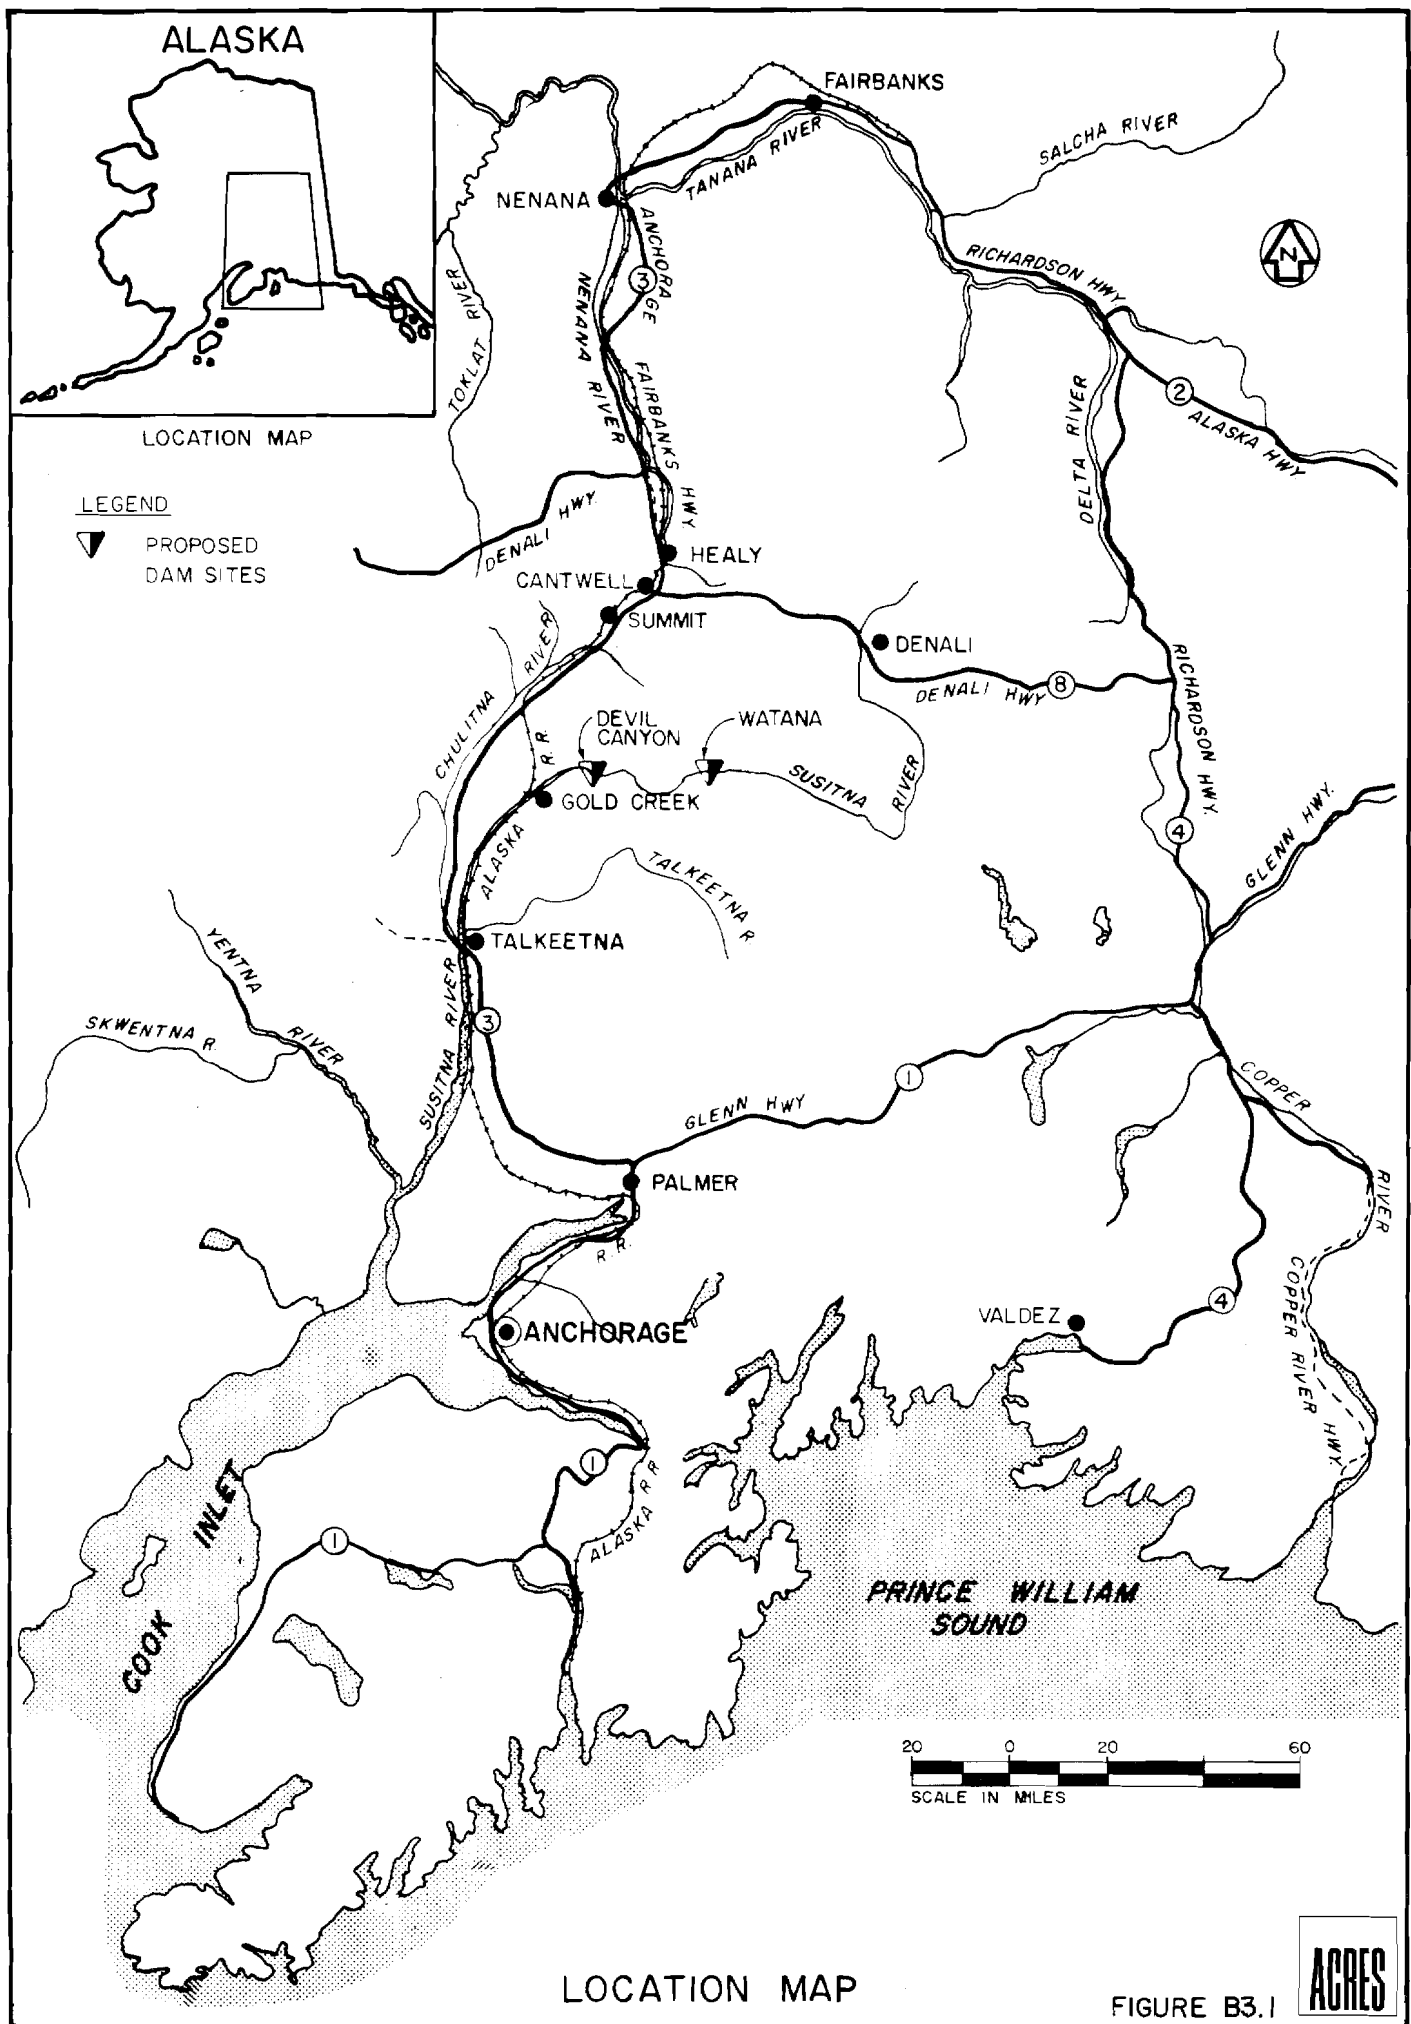 ALASKA
LOCATION MAP
LEGEND
PROPOSED
DAM SITES
FAIRBANKS
TANANA RIVER
SALCHA RIVER
NENANA
N
ANCHORAGE
3
FAIRBANKS HWY.
NENANA RIVER
TOKLAT RIVER
RICHARDSON HWY.
2
ALASKA HWY.
DELTA RIVER
DENALI HWY.
HEALY
CANTWELL
SUMMIT
DENALI
DENALI HWY
8
RICHARDSON HWY.
CHULITNA RIVER
DEVIL
CANYON
WATANA
R. R.
SUSITNA RIVER
GOLD CREEK
ALASKA
4
GLENN HWY.
TALKEETNA R.
TALKEETNA
YENTNA RIVER
SKWENTNA R.
SUSITNA RIVER
3
1
GLENN HWY
COPPER RIVER
PALMER
R. R.
COPPER RIVER HWY.
4
VALDEZ
ANCHORAGE
1
ALASKA R R
1
COOK INLET
PRINCE WILLIAM
SOUND
20 0 20 60
SCALE IN MILES
LOCATION MAP
FIGURE B3.1
ACRES